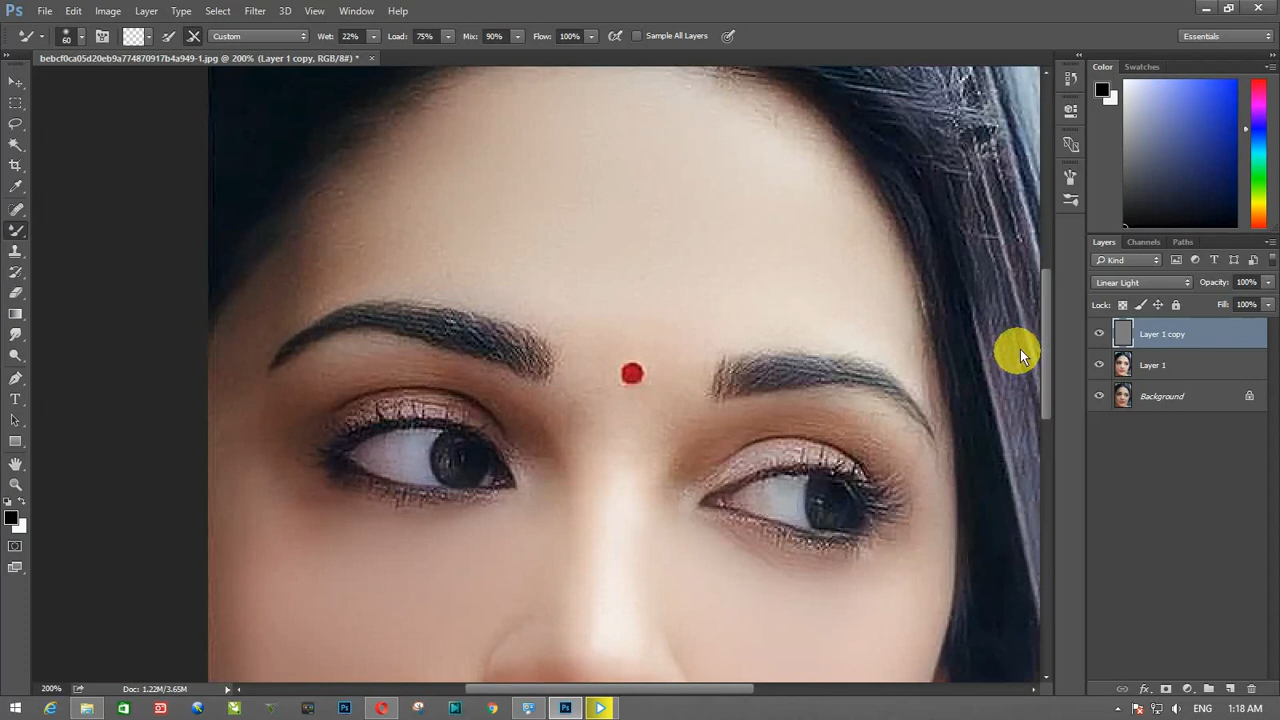 Ps File Edit Image Layer Type Select Filter 3D View Window Help
60 Custom Wet: 22% Load: 75% Mix: 90% Flow: 100% Sample All Layers Essentials
bebcf0ca05d20eb9a774870917b4a949-1.jpg @ 200% (Layer 1 copy, RGB/8#) *
Color Swatches
Layers Channels Paths
Kind
Linear Light Opacity: 100%
Lock: Fill: 100%
Layer 1 copy
Layer 1
Background
200% Doc: 1.22M/3.65M
fx
ENG 1:18 AM